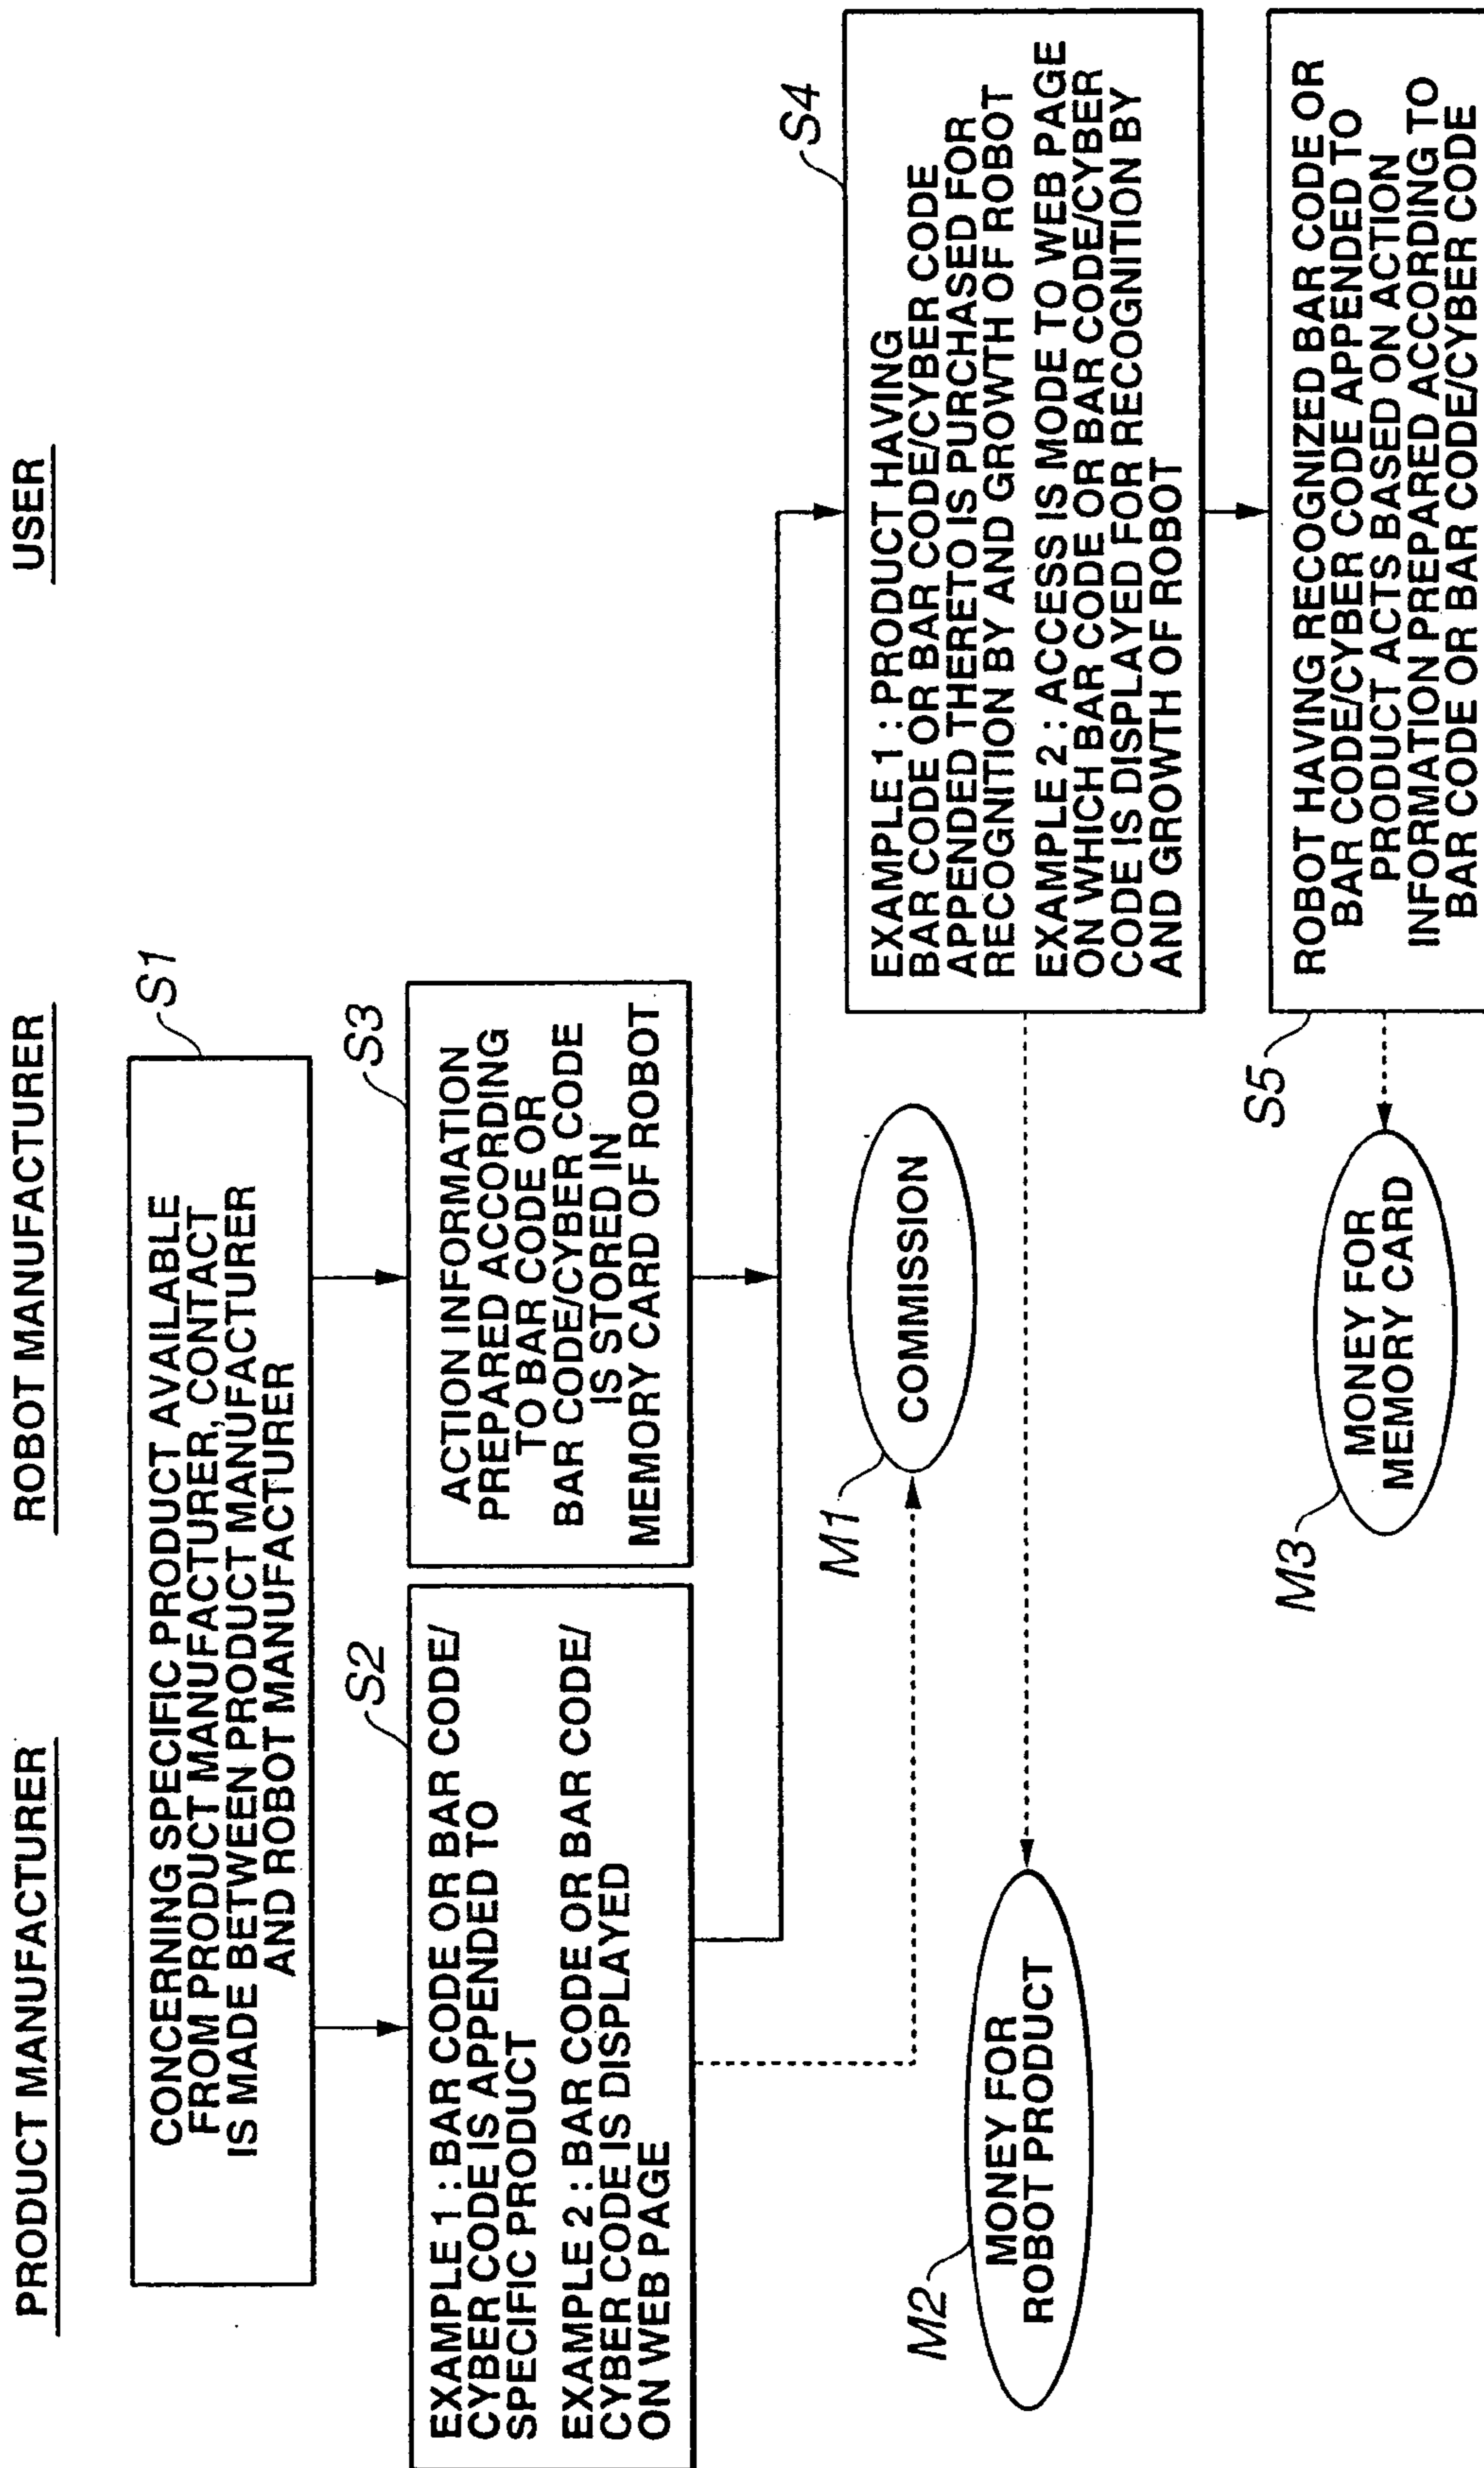 PRODUCT MANUFACTURER
ROBOT MANUFACTURER
USER
S1
CONCERNING SPECIFIC PRODUCT AVAILABLE
FROM PRODUCT MANUFACTURER, CONTACT
IS MADE BETWEEN PRODUCT MANUFACTURER
AND ROBOT MANUFACTURER
S2
EXAMPLE 1 : BAR CODE OR BAR CODE/
CYBER CODE IS APPENDED TO
SPECIFIC PRODUCT
EXAMPLE 2 : BAR CODE OR BAR CODE/
CYBER CODE IS DISPLAYED
ON WEB PAGE
S3
ACTION INFORMATION
PREPARED ACCORDING
TO BAR CODE OR
BAR CODE/CYBER CODE
IS STORED IN
MEMORY CARD OF ROBOT
S4
EXAMPLE 1 : PRODUCT HAVING
BAR CODE OR BAR CODE/CYBER CODE
APPENDED THERETO IS PURCHASED FOR
RECOGNITION BY AND GROWTH OF ROBOT
EXAMPLE 2 : ACCESS IS MODE TO WEB PAGE
ON WHICH BAR CODE OR BAR CODE/CYBER
CODE IS DISPLAYED FOR RECOGNITION BY
AND GROWTH OF ROBOT
M1
COMMISSION
M2
MONEY FOR
ROBOT PRODUCT
S5
ROBOT HAVING RECOGNIZED BAR CODE OR
BAR CODE/CYBER CODE APPENDED TO
PRODUCT ACTS BASED ON ACTION
INFORMATION PREPARED ACCORDING TO
BAR CODE OR BAR CODE/CYBER CODE
M3
MONEY FOR
MEMORY CARD